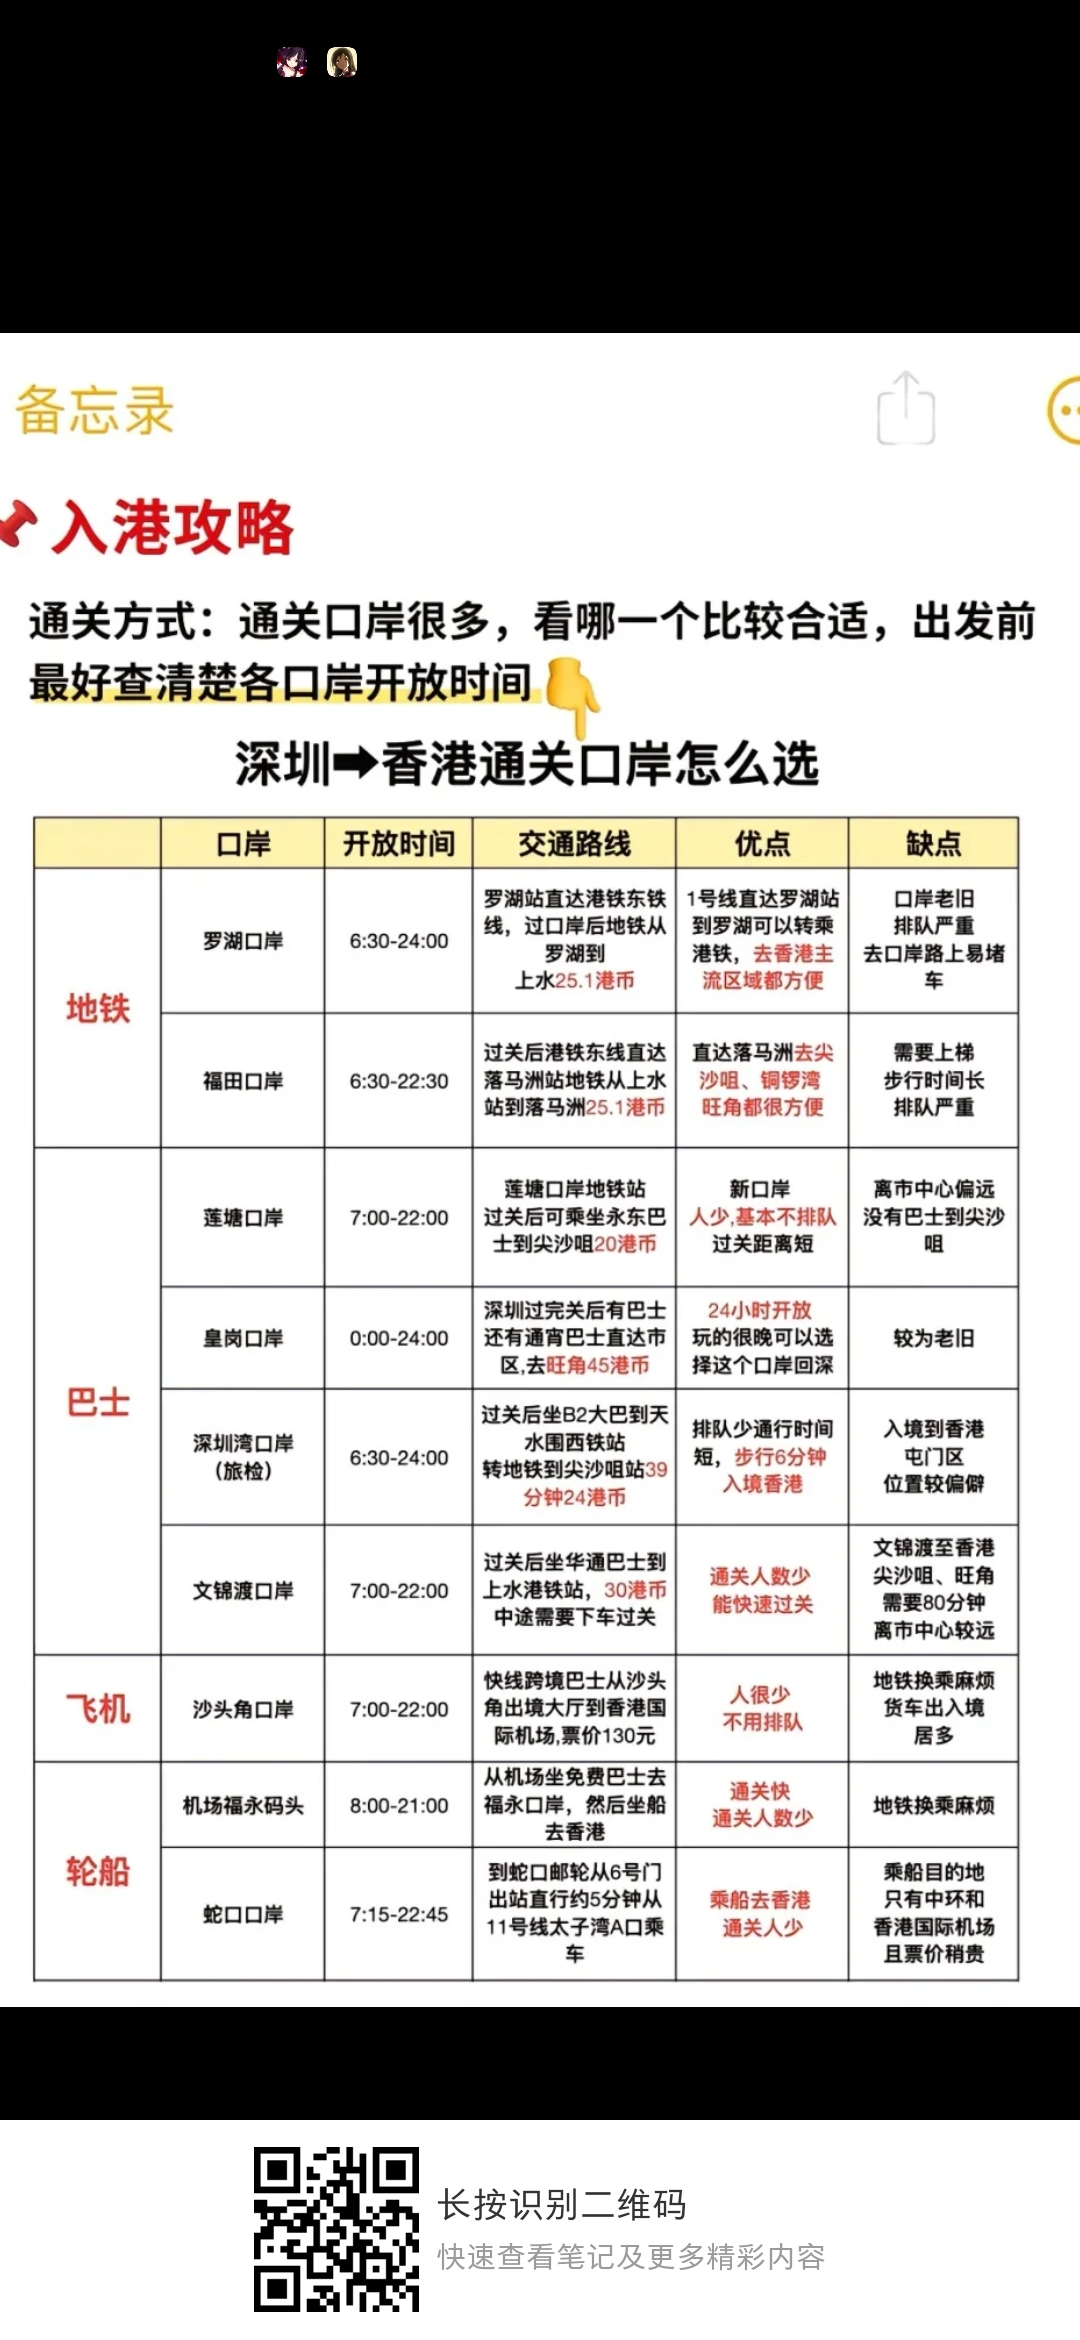 备忘录
入港攻略
通关方式：通关口岸很多，看哪一个比较合适，出发前
最好查清楚各口岸开放时间
深圳➡香港通关口岸怎么选
口岸 开放时间 交通路线 优点 缺点
地铁
罗湖口岸
6:30-24:00
罗湖站直达港铁东铁
线，过口岸后地铁从
罗湖到
上水25.1港币
1号线直达罗湖站
到罗湖可以转乘
港铁，去香港主
流区域都方便
口岸老旧
排队严重
去口岸路上易堵
车
福田口岸
6:30-22:30
过关后港铁东线直达
落马洲站地铁从上水
站到落马洲25.1港币
直达落马洲去尖
沙咀、铜锣湾
旺角都很方便
需要上梯
步行时间长
排队严重
巴士
莲塘口岸
7:00-22:00
莲塘口岸地铁站
过关后可乘坐永东巴
士到尖沙咀20港币
新口岸
人少,基本不排队
过关距离短
离市中心偏远
没有巴士到尖沙
咀
皇岗口岸
0:00-24:00
深圳过完关后有巴士
还有通宵巴士直达市
区,去旺角45港币
24小时开放
玩的很晚可以选
择这个口岸回深
较为老旧
深圳湾口岸
（旅检）
6:30-24:00
过关后坐B2大巴到天
水围西铁站
转地铁到尖沙咀站39
分钟24港币
排队少通行时间
短，步行6分钟
入境香港
入境到香港
屯门区
位置较偏僻
文锦渡口岸
7:00-22:00
过关后坐华通巴士到
上水港铁站，30港币
中途需要下车过关
通关人数少
能快速过关
文锦渡至香港
尖沙咀、旺角
需要80分钟
离市中心较远
飞机
沙头角口岸
7:00-22:00
快线跨境巴士从沙头
角出境大厅到香港国
际机场,票价130元
人很少
不用排队
地铁换乘麻烦
货车出入境
居多
轮船
机场福永码头
8:00-21:00
从机场坐免费巴士去
福永口岸，然后坐船
去香港
通关快
通关人数少
地铁换乘麻烦
蛇口口岸
7:15-22:45
到蛇口邮轮从6号门
出站直行约5分钟从
11号线太子湾A口乘
车
乘船去香港
通关人少
乘船目的地
只有中环和
香港国际机场
且票价稍贵
长按识别二维码
快速查看笔记及更多精彩内容